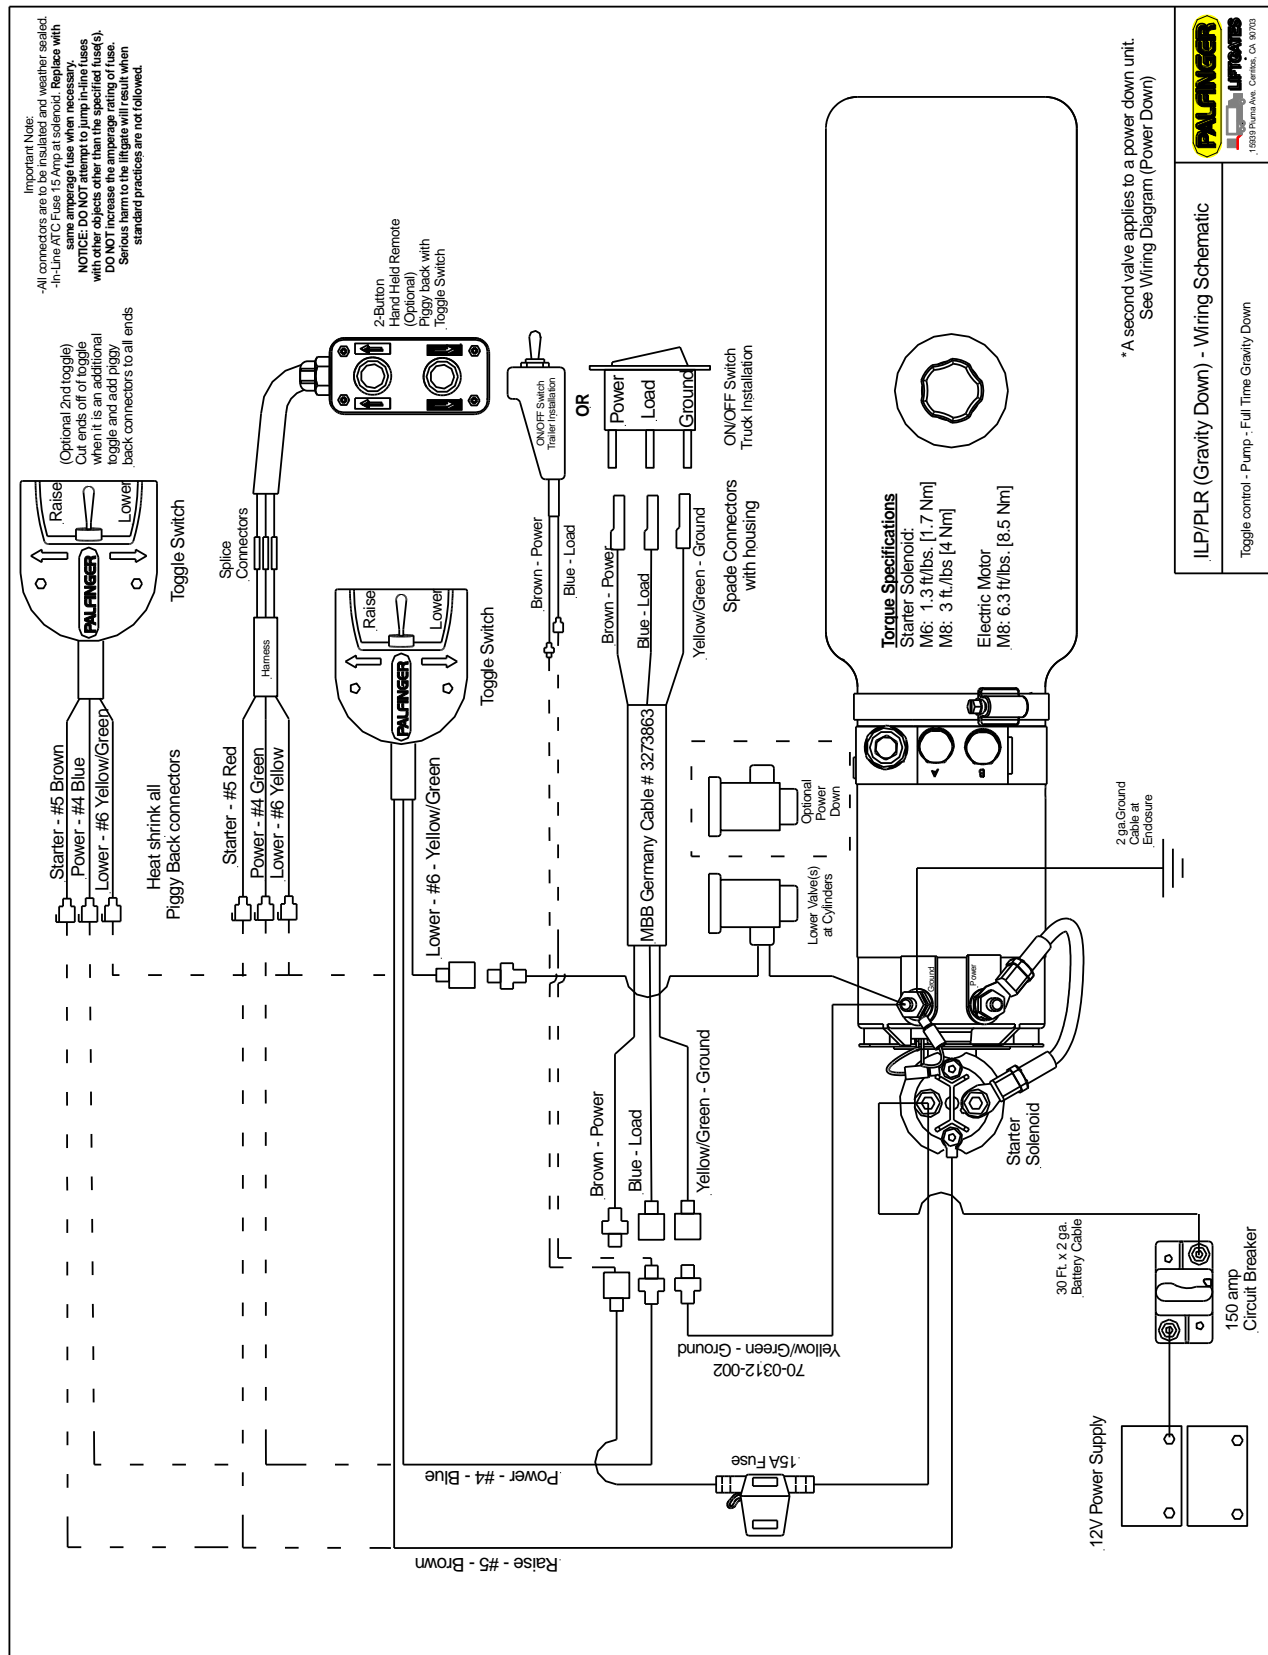 Important Note:
-All connectors are to be insulated and weather sealed.
-In-Line ATC Fuse 15 Amp at solenoid. Replace with
same amperage fuse when necessary.
NOTICE: DO NOT attempt to jump in-line fuses
with other objects other than the specified fuse(s).
DO NOT increase the amperage rating of fuse.
Serious harm to the liftgate will result when
standard practices are not followed.
(Optional 2nd toggle)
Cut ends off of toggle
when it is an additional
toggle and add piggy
back connectors to all ends
Raise
Lower
PALFINGER
Toggle Switch
Starter - #5 Brown
Power - #4 Blue
Lower - #6 Yellow/Green
Heat shrink all
Piggy Back connectors
2-Button
Hand Held Remote
(Optional)
Piggy back with
Toggle Switch
Splice
Connectors
Harness
Starter - #5 Red
Power - #4 Green
Lower - #6 Yellow
Raise
Lower
PALFINGER
Toggle Switch
Lower - #6 - Yellow/Green
Power - #4 - Blue
Raise - #5 - Brown
ON/OFF Switch
Trailer Installation
Brown - Power
Blue - Load
OR
Power
Load
Ground
ON/OFF Switch
Truck Installation
Brown - Power
Blue - Load
Yellow/Green - Ground
Spade Connectors
with housing
MBB Germany Cable # 3273863
Brown - Power
Blue - Load
Yellow/Green - Ground
Optional
Power
Down
Lower Valve(s)
at Cylinders
Yellow/Green - Ground
70-0312-002
15A Fuse
Torque Specifications
Starter Solenoid:
M6: 1.3 ft/lbs. [1.7 Nm]
M8: 3 ft./lbs [4 Nm]
Electric Motor
M8: 6.3 ft/lbs. [8.5 Nm]
A
B
Ground
Power
Starter
Solenoid
2 ga.Ground
Cable at
Enclosure
30 Ft. x 2 ga.
Battery Cable
150 amp
Circuit Breaker
12V Power Supply
*A second valve applies to a power down unit.
See Wiring Diagram (Power Down)
ILP/PLR (Gravity Down) - Wiring Schematic
Toggle control - Pump - Full Time Gravity Down
PALFINGER
LIFTGATES
15939 Piuma Ave. Cerritos, CA 90703